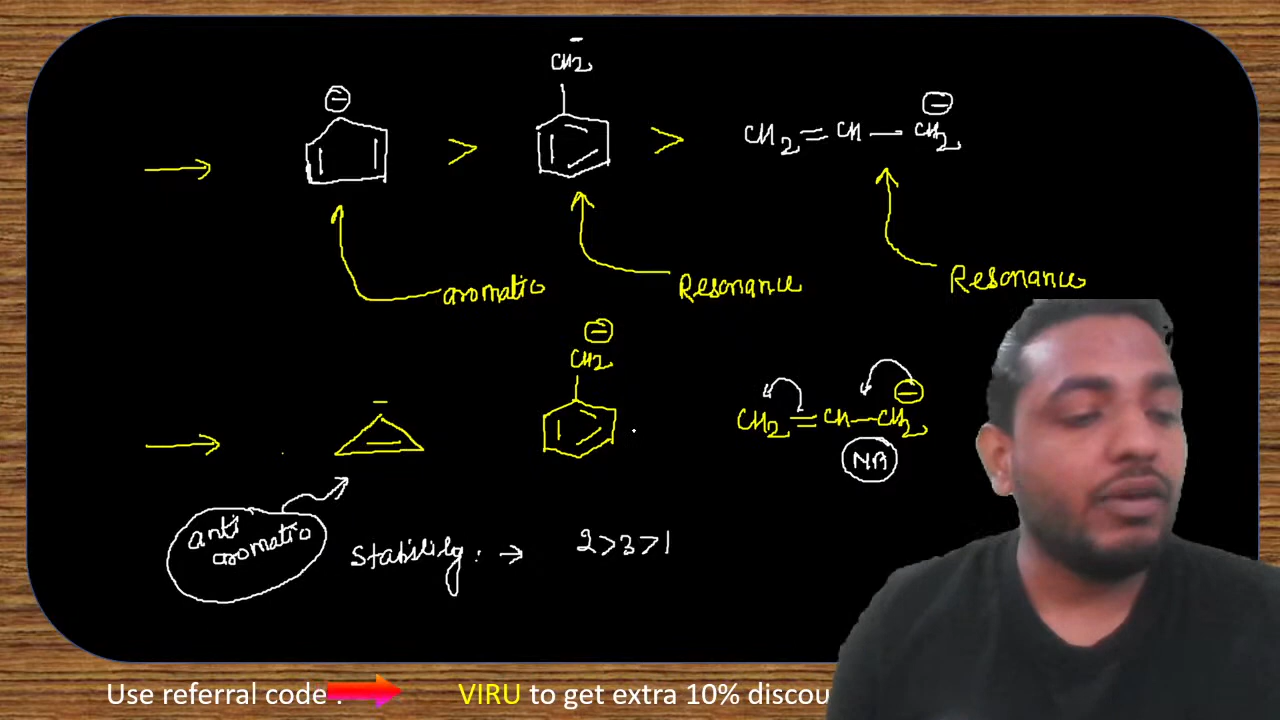 CH2
CH2 = CH — CH2
aromatic
Resonance
Resonance
CH2
CH2 = CH — CH2
NB
anti
aromatic
Stability : → 2>3>1
Use referral code :
VIRU to get extra 10% discou